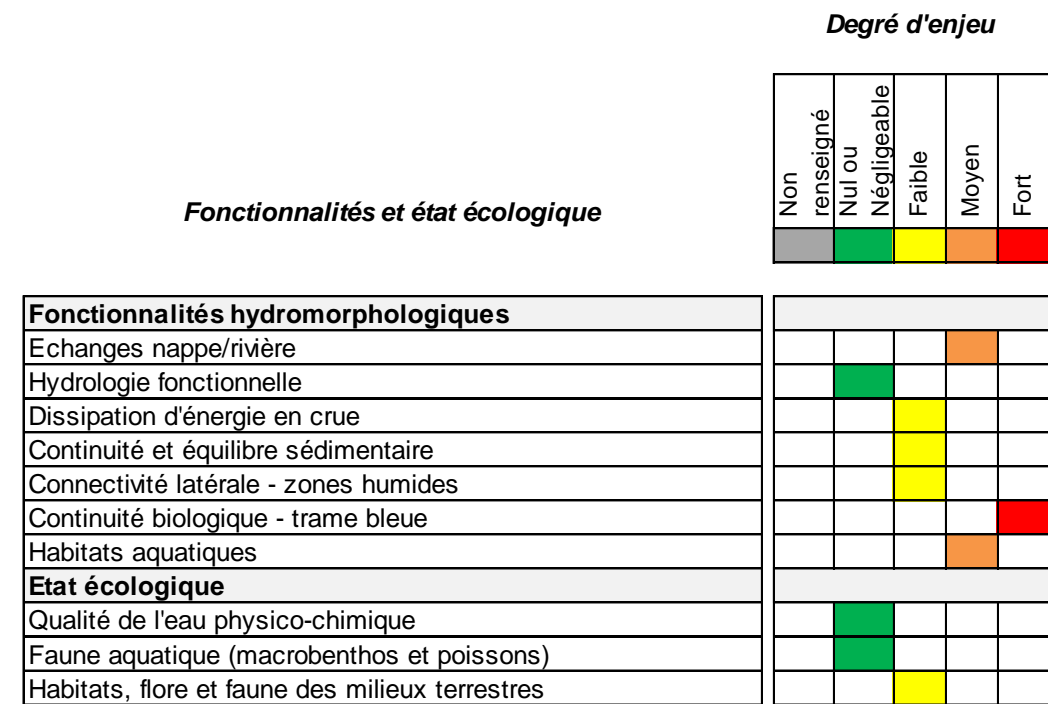 Degré d'enjeu
Non
renseigné
Nul ou
Négligeable
Faible
Moyen
Fort
Fonctionnalités et état écologique
Fonctionnalités hydromorphologiques
Echanges nappe/rivière
Hydrologie fonctionnelle
Dissipation d'énergie en crue
Continuité et équilibre sédimentaire
Connectivité latérale - zones humides
Continuité biologique - trame bleue
Habitats aquatiques
Etat écologique
Qualité de l'eau physico-chimique
Faune aquatique (macrobenthos et poissons)
Habitats, flore et faune des milieux terrestres